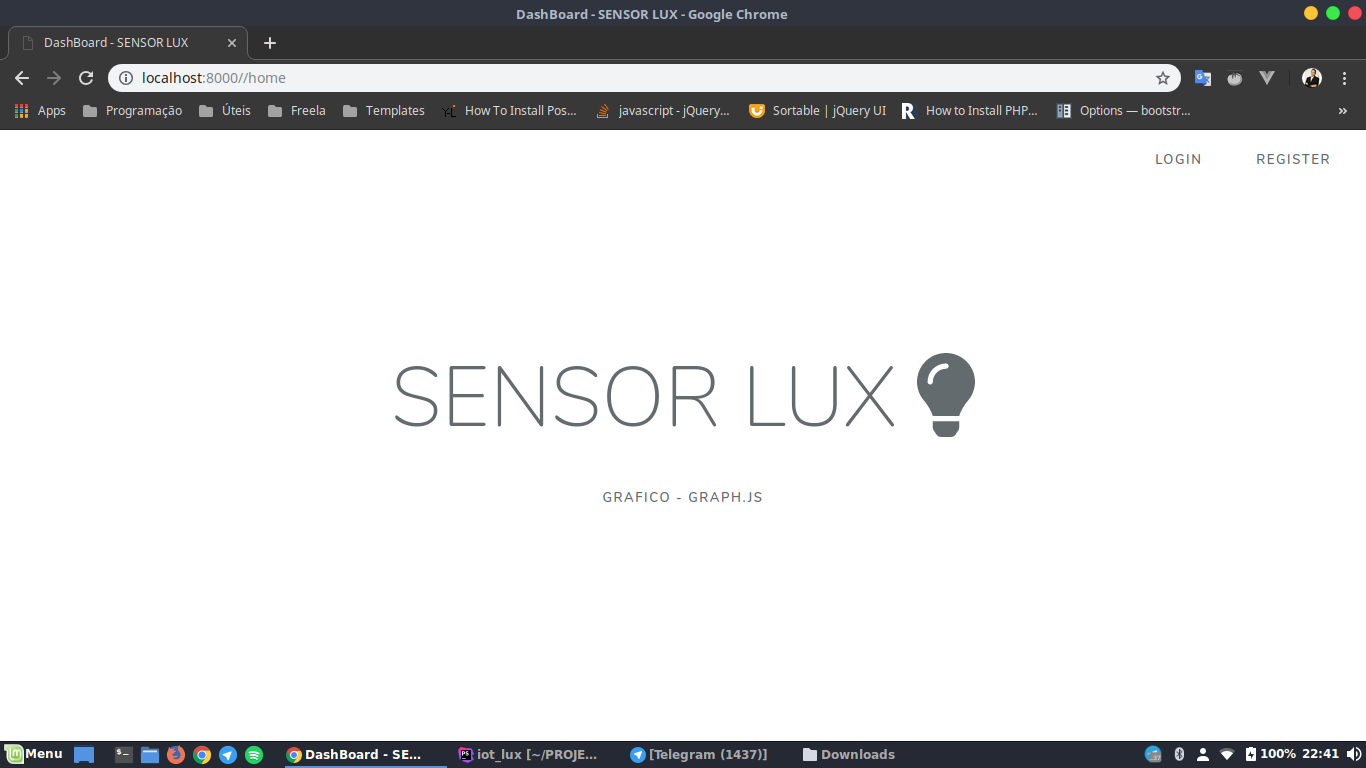 DashBoard - SENSOR LUX - Google Chrome
DashBoard - SENSOR LUX
localhost:8000//home
Apps Programação Úteis Freela Templates How To Install Pos... javascript - jQuery... Sortable | jQuery UI How to Install PHP... Options — bootstr... »
LOGIN REGISTER
SENSOR LUX
GRAFICO - GRAPH.JS
Menu DashBoard - SE... iot_lux [~/PROJE... [Telegram (1437)] Downloads 100% 22:41